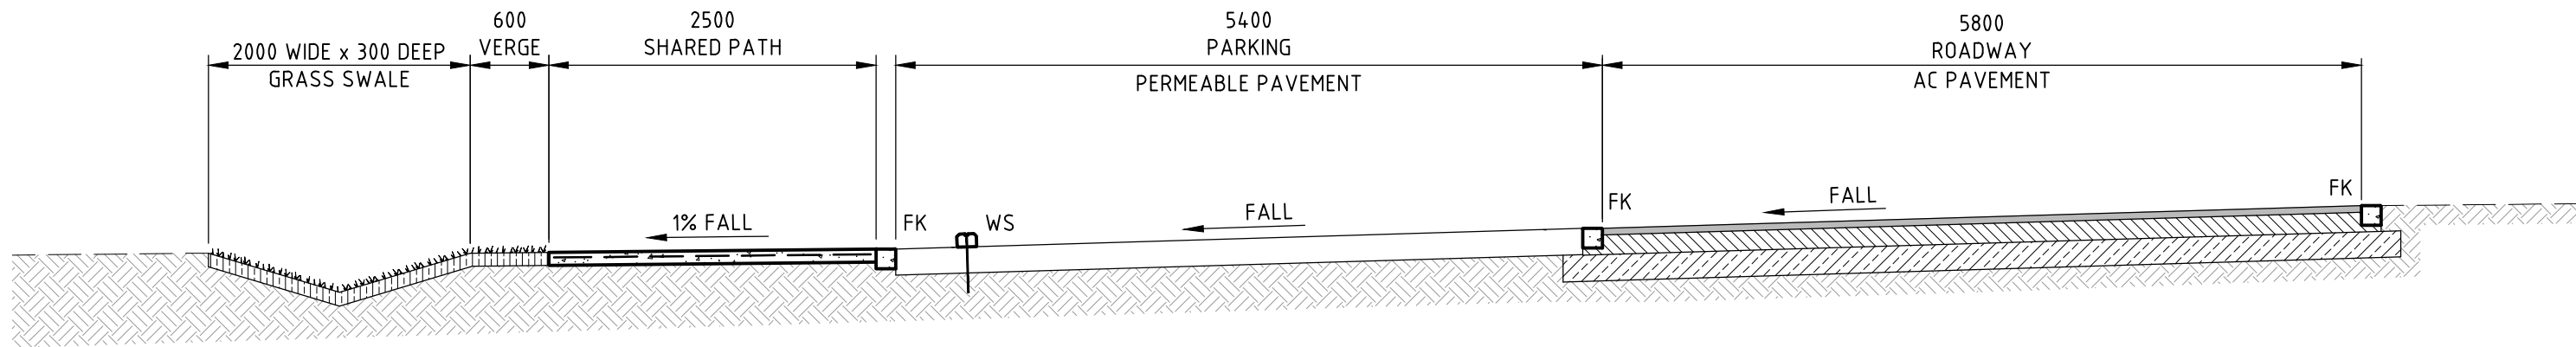 2000 WIDE x 300 DEEP
GRASS SWALE
600
VERGE
2500
SHARED PATH
5400
PARKING
PERMEABLE PAVEMENT
5800
ROADWAY
AC PAVEMENT
1% FALL
FK
WS
FALL
FK
FALL
FK